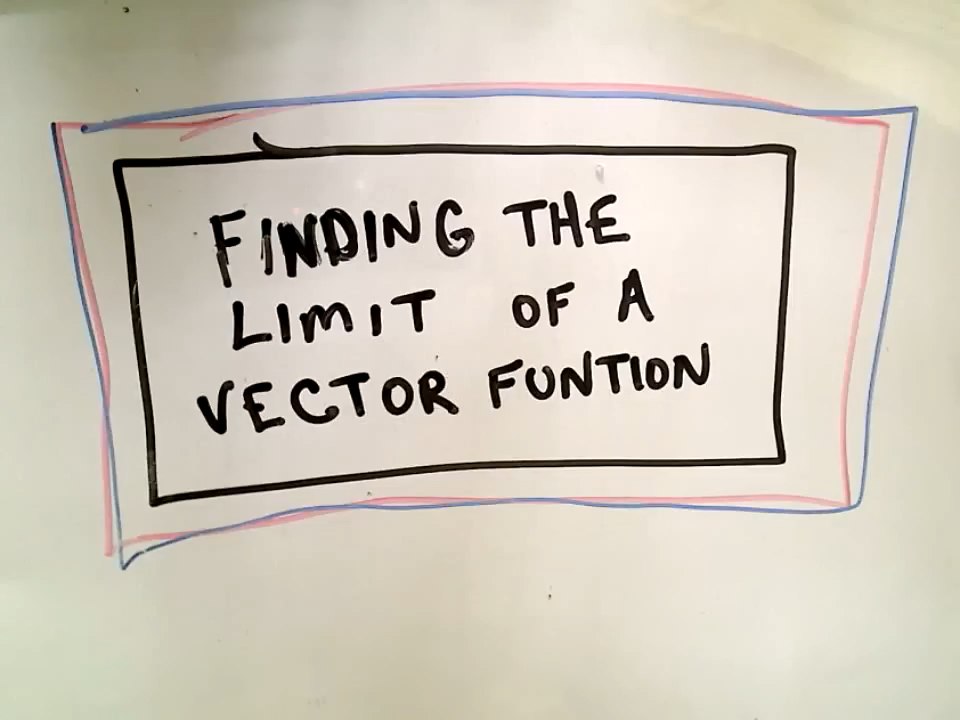 FINDING THE
LIMIT OF A
VECTOR FUNTION